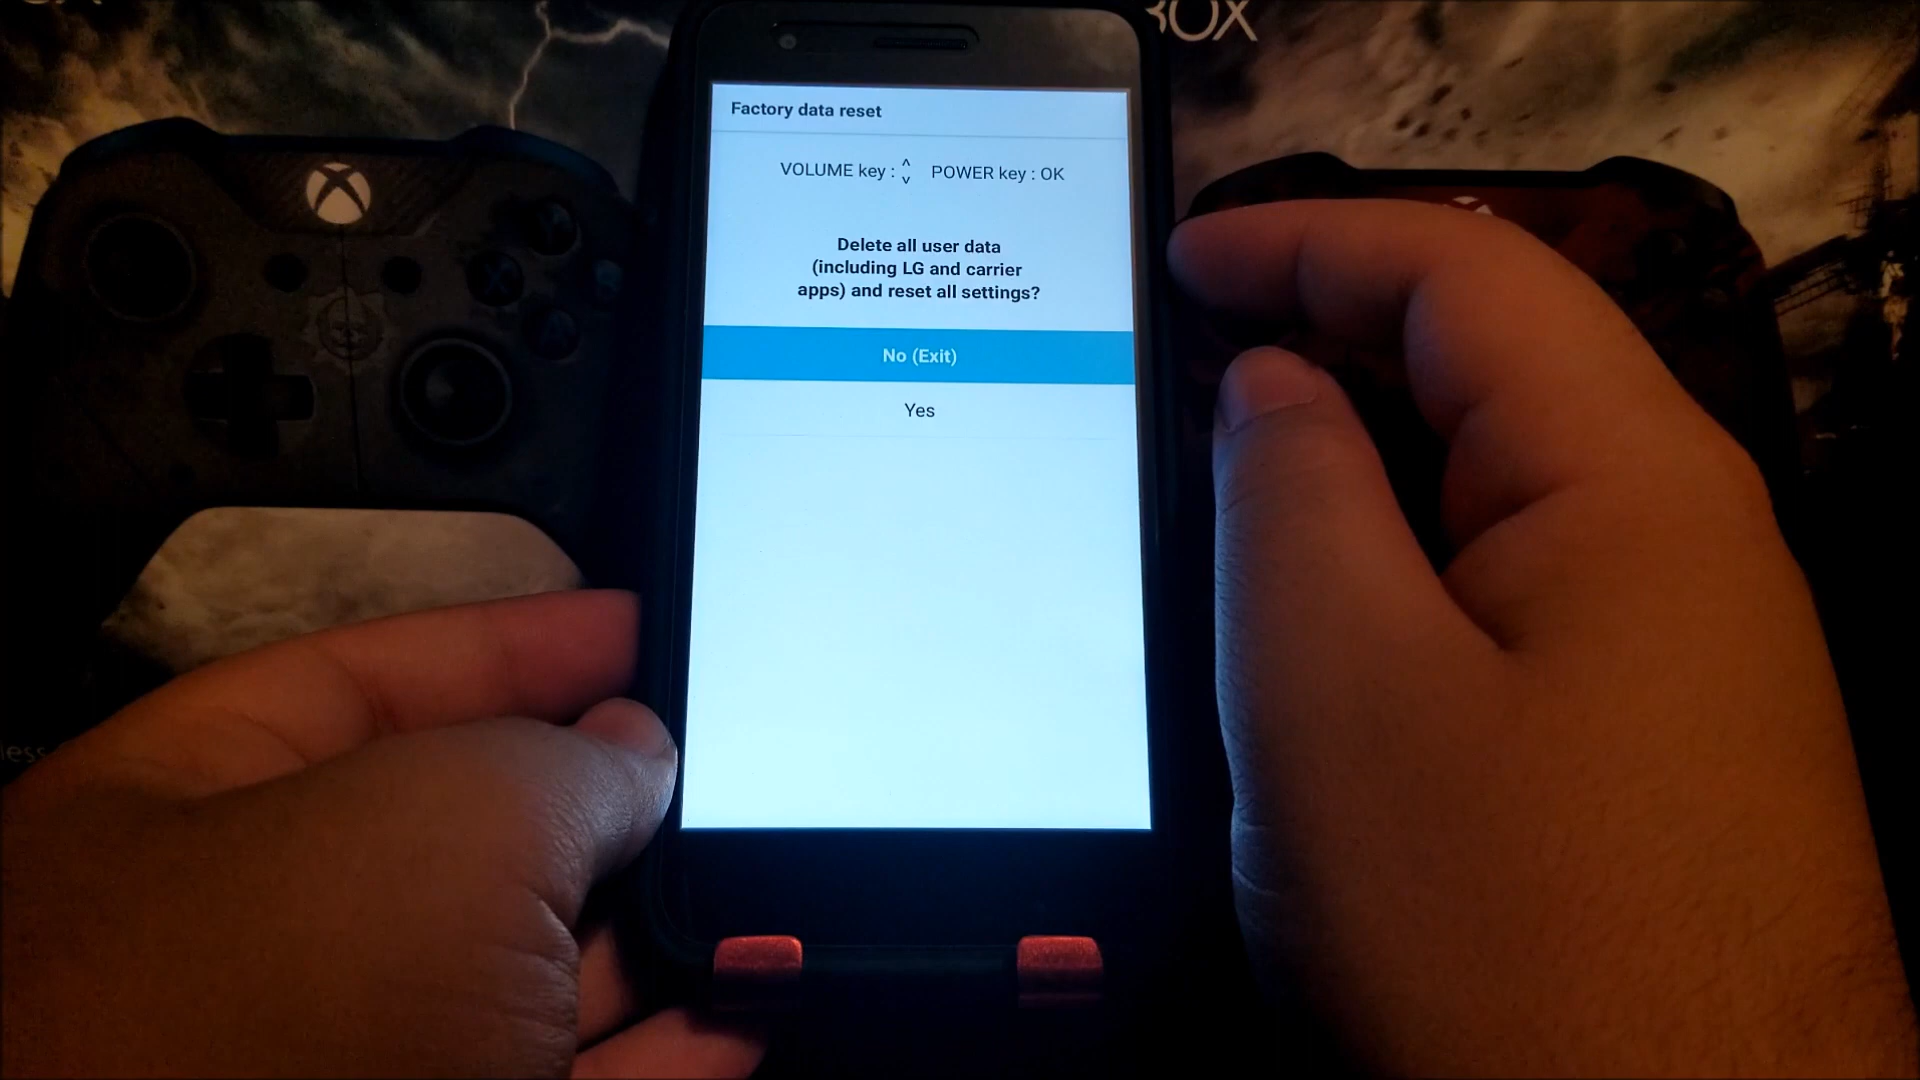 Factory data reset
VOLUME key : POWER key : OK
Delete all user data
(including LG and carrier
apps) and reset all settings?
No (Exit)
Yes